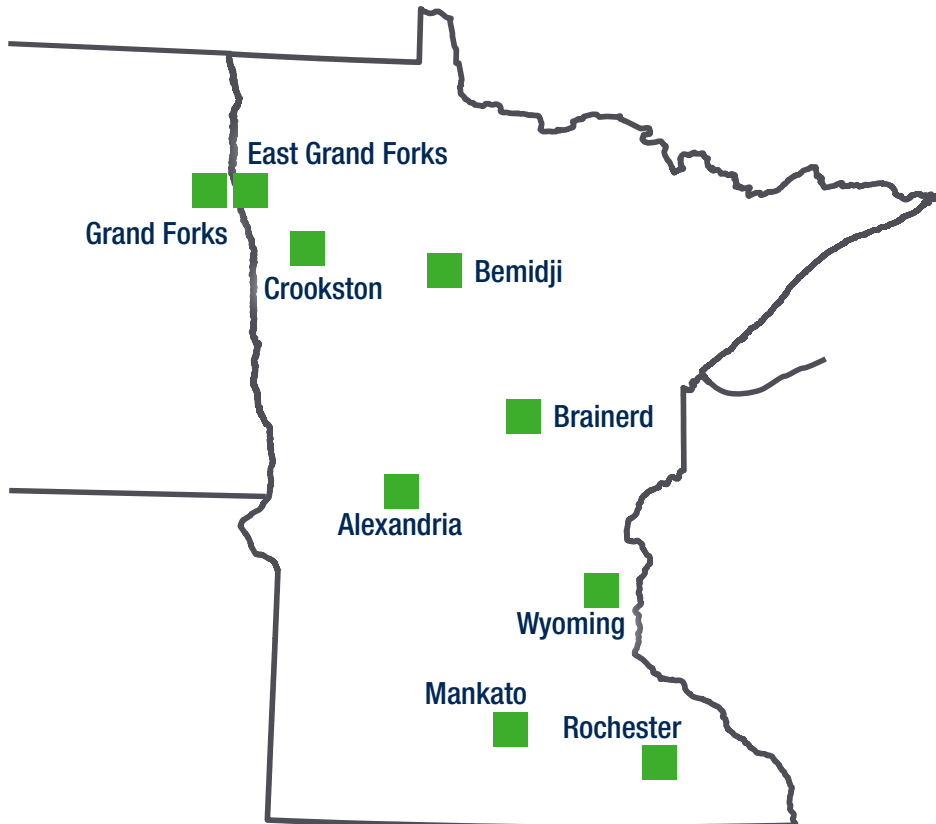 East Grand Forks
Grand Forks
Crookston
Bemidji
Brainerd
Alexandria
Wyoming
Mankato
Rochester